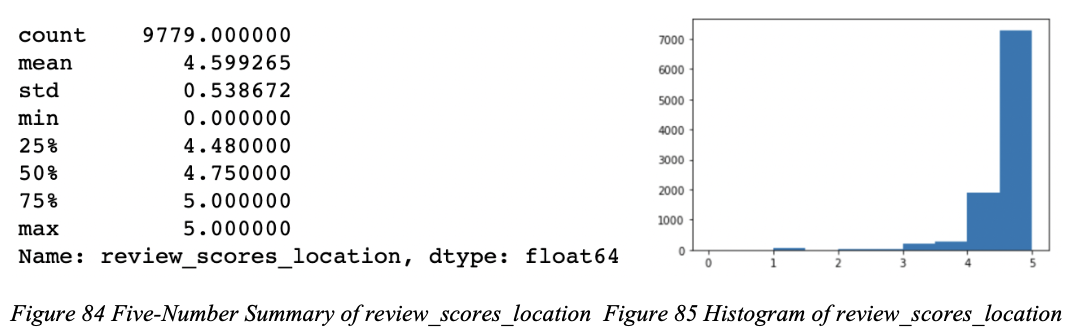 count 9779.000000
mean 4.599265
std 0.538672
min 0.000000
25% 4.480000
50% 4.750000
75% 5.000000
max 5.000000
Name: review_scores_location, dtype: float64
7000
6000
5000
4000
3000
2000
1000
0
0 1 2 3 4 5
Figure 84 Five-Number Summary of review_scores_location Figure 85 Histogram of review_scores_location